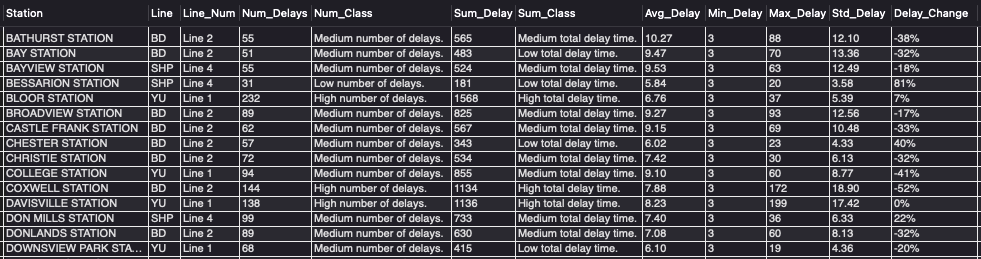 Station Line Line_Num Num_Delays Num_Class Sum_Delay Sum_Class Avg_Delay Min_Delay Max_Delay Std_Delay Delay_Change
BATHURST STATION BD Line 2 55 Medium number of delays. 565 Medium total delay time. 10.27 3 88 12.10 -38%
BAY STATION BD Line 2 51 Medium number of delays. 483 Low total delay time. 9.47 3 70 13.36 -32%
BAYVIEW STATION SHP Line 4 55 Medium number of delays. 524 Medium total delay time. 9.53 3 63 12.49 -18%
BESSARION STATION SHP Line 4 31 Low number of delays. 181 Low total delay time. 5.84 3 20 3.58 81%
BLOOR STATION YU Line 1 232 High number of delays. 1568 High total delay time. 6.76 3 37 5.39 7%
BROADVIEW STATION BD Line 2 89 Medium number of delays. 825 Medium total delay time. 9.27 3 93 12.56 -17%
CASTLE FRANK STATION BD Line 2 62 Medium number of delays. 567 Medium total delay time. 9.15 3 69 10.48 -33%
CHESTER STATION BD Line 2 57 Medium number of delays. 343 Low total delay time. 6.02 3 23 4.33 40%
CHRISTIE STATION BD Line 2 72 Medium number of delays. 534 Medium total delay time. 7.42 3 30 6.13 -32%
COLLEGE STATION YU Line 1 94 Medium number of delays. 855 Medium total delay time. 9.10 3 60 8.77 -41%
COXWELL STATION BD Line 2 144 High number of delays. 1134 High total delay time. 7.88 3 172 18.90 -52%
DAVISVILLE STATION YU Line 1 138 High number of delays. 1136 High total delay time. 8.23 3 199 17.42 0%
DON MILLS STATION SHP Line 4 99 Medium number of delays. 733 Medium total delay time. 7.40 3 36 6.33 22%
DONLANDS STATION BD Line 2 89 Medium number of delays. 630 Medium total delay time. 7.08 3 60 8.13 -32%
DOWNSVIEW PARK STA... YU Line 1 68 Medium number of delays. 415 Low total delay time. 6.10 3 19 4.36 -20%